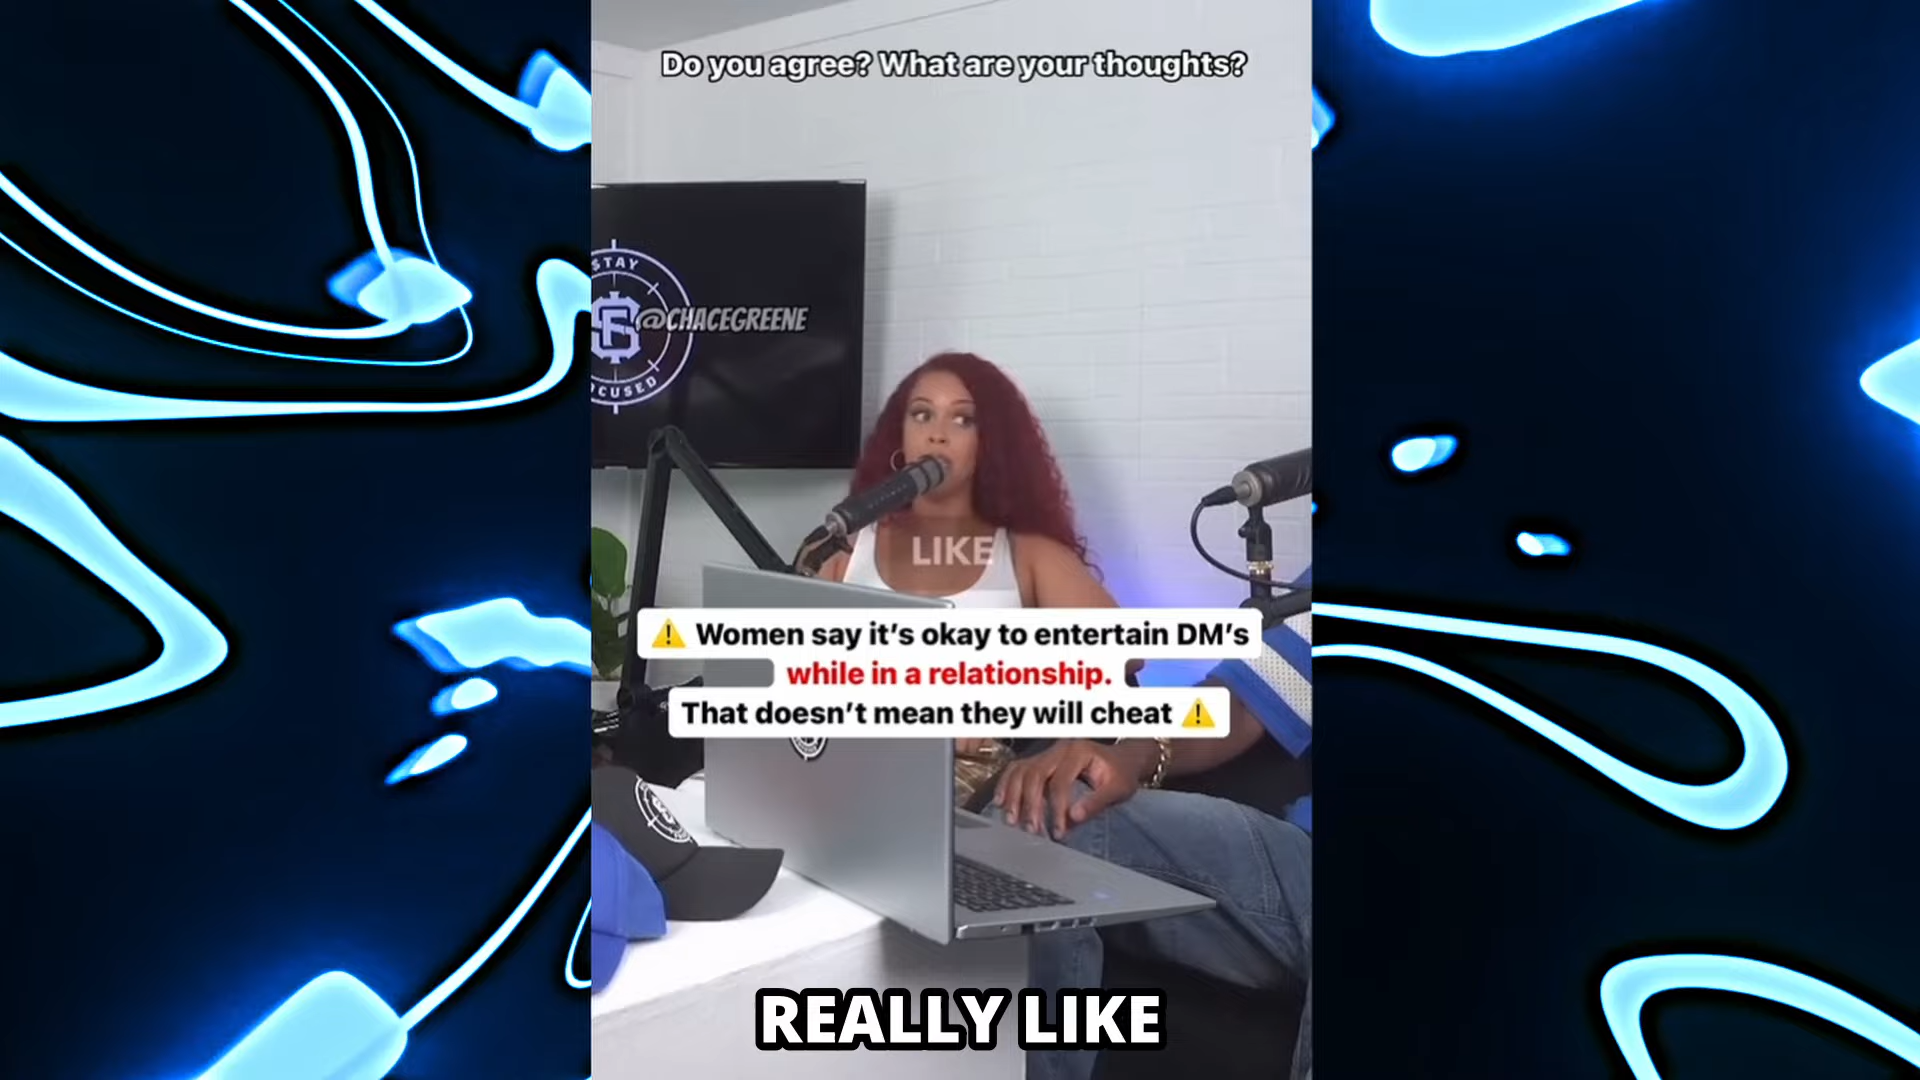 Do you agree? What are your thoughts?
STAY
@CHACEGREENE
LIKE
⚠️ Women say it’s okay to entertain DM’s
while in a relationship.
That doesn’t mean they will cheat ⚠️
REALLY LIKE